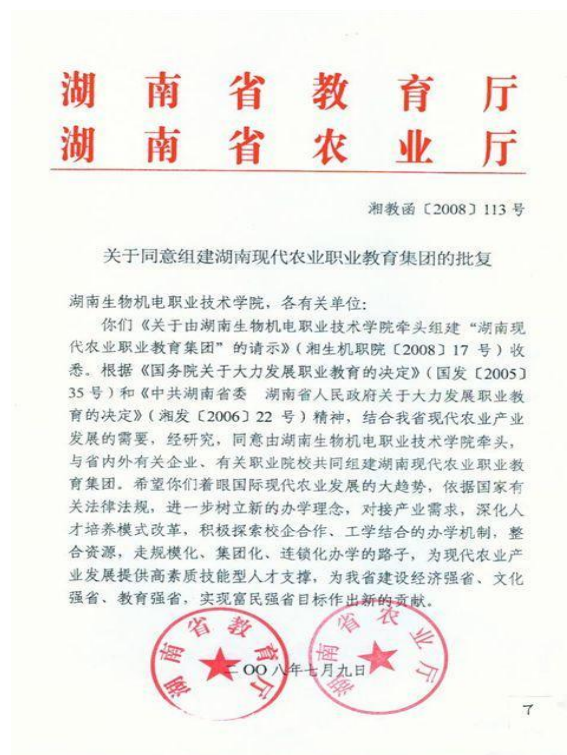 湖南省教育厅
湖南省农业厅
湘教函〔2008〕113 号
关于同意组建湖南现代农业职业教育集团的批复
湖南生物机电职业技术学院，各有关单位：
你们《关于由湖南生物机电职业技术学院牵头组建“湖南现
代农业职业教育集团”的请示》（湘生机职院〔2008〕17 号）收
悉。根据《国务院关于大力发展职业教育的决定》（国发〔2005〕
35 号）和《中共湖南省委　湖南省人民政府关于大力发展职业教
育的决定》（湘发〔2006〕22 号）精神，结合我省现代农业产业
发展的需要，经研究，同意由湖南生物机电职业技术学院牵头，
与省内外有关企业、有关职业院校共同组建湖南现代农业职业教
育集团。希望你们着眼国际现代农业发展的大趋势，依据国家有
关法律法规，进一步树立新的办学理念，对接产业需求，深化人
才培养模式改革，积极探索校企合作、工学结合的办学机制，整
合资源，走规模化、集团化、连锁化办学的路子，为现代农业产
业发展提供高素质技能型人才支撑，为我省建设经济强省、文化
强省、教育强省，实现富民强省目标作出新的贡献。
湖南省教育厅
湖南省农业厅
二〇〇八年七月九日
7